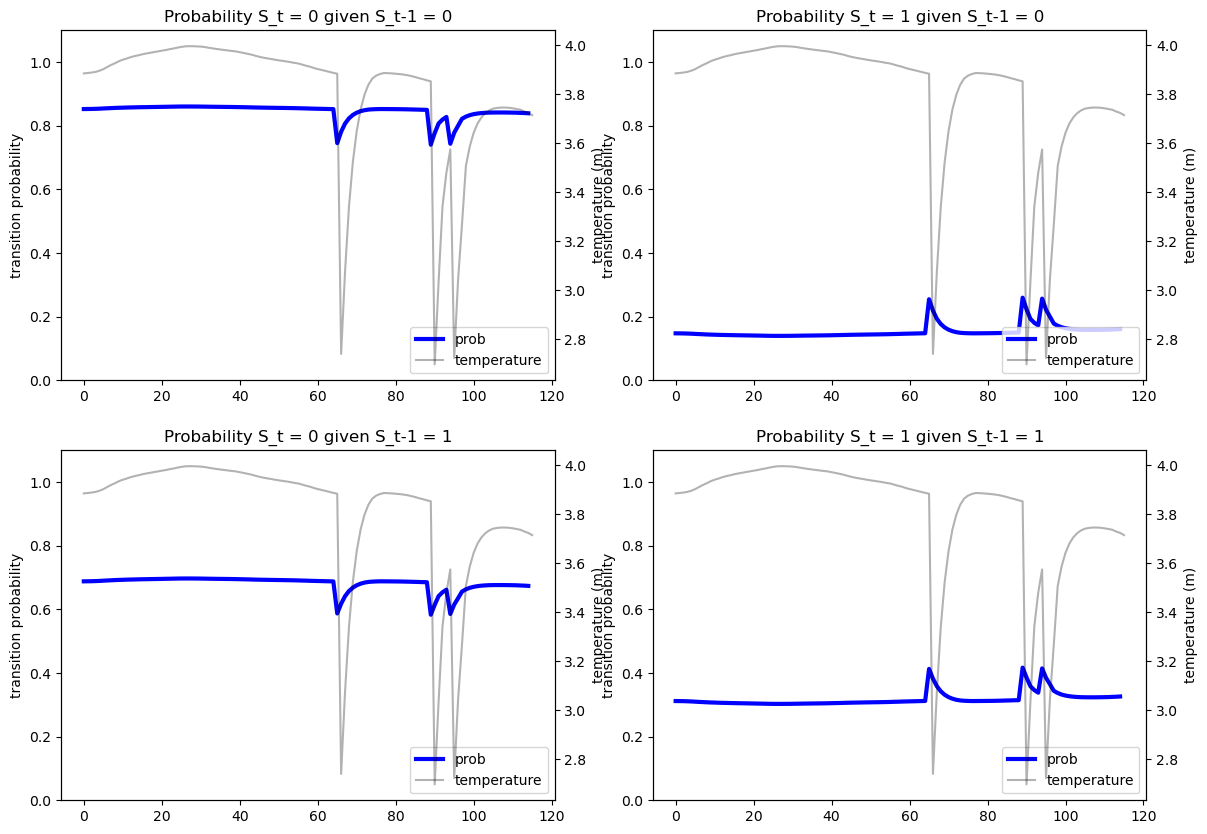 Probability S_t = 0 given S_t-1 = 0
transition probability
1.0
0.8
0.6
0.4
0.2
0.0
0 20 40 60 80 100 120
4.0
3.8
3.6
3.4
3.2
3.0
2.8
temperature (m)
prob
temperature
Probability S_t = 1 given S_t-1 = 0
transition probability
1.0
0.8
0.6
0.4
0.2
0.0
0 20 40 60 80 100 120
4.0
3.8
3.6
3.4
3.2
3.0
2.8
temperature (m)
prob
temperature
Probability S_t = 0 given S_t-1 = 1
transition probability
1.0
0.8
0.6
0.4
0.2
0.0
0 20 40 60 80 100 120
4.0
3.8
3.6
3.4
3.2
3.0
2.8
temperature (m)
prob
temperature
Probability S_t = 1 given S_t-1 = 1
transition probability
1.0
0.8
0.6
0.4
0.2
0.0
0 20 40 60 80 100 120
4.0
3.8
3.6
3.4
3.2
3.0
2.8
temperature (m)
prob
temperature